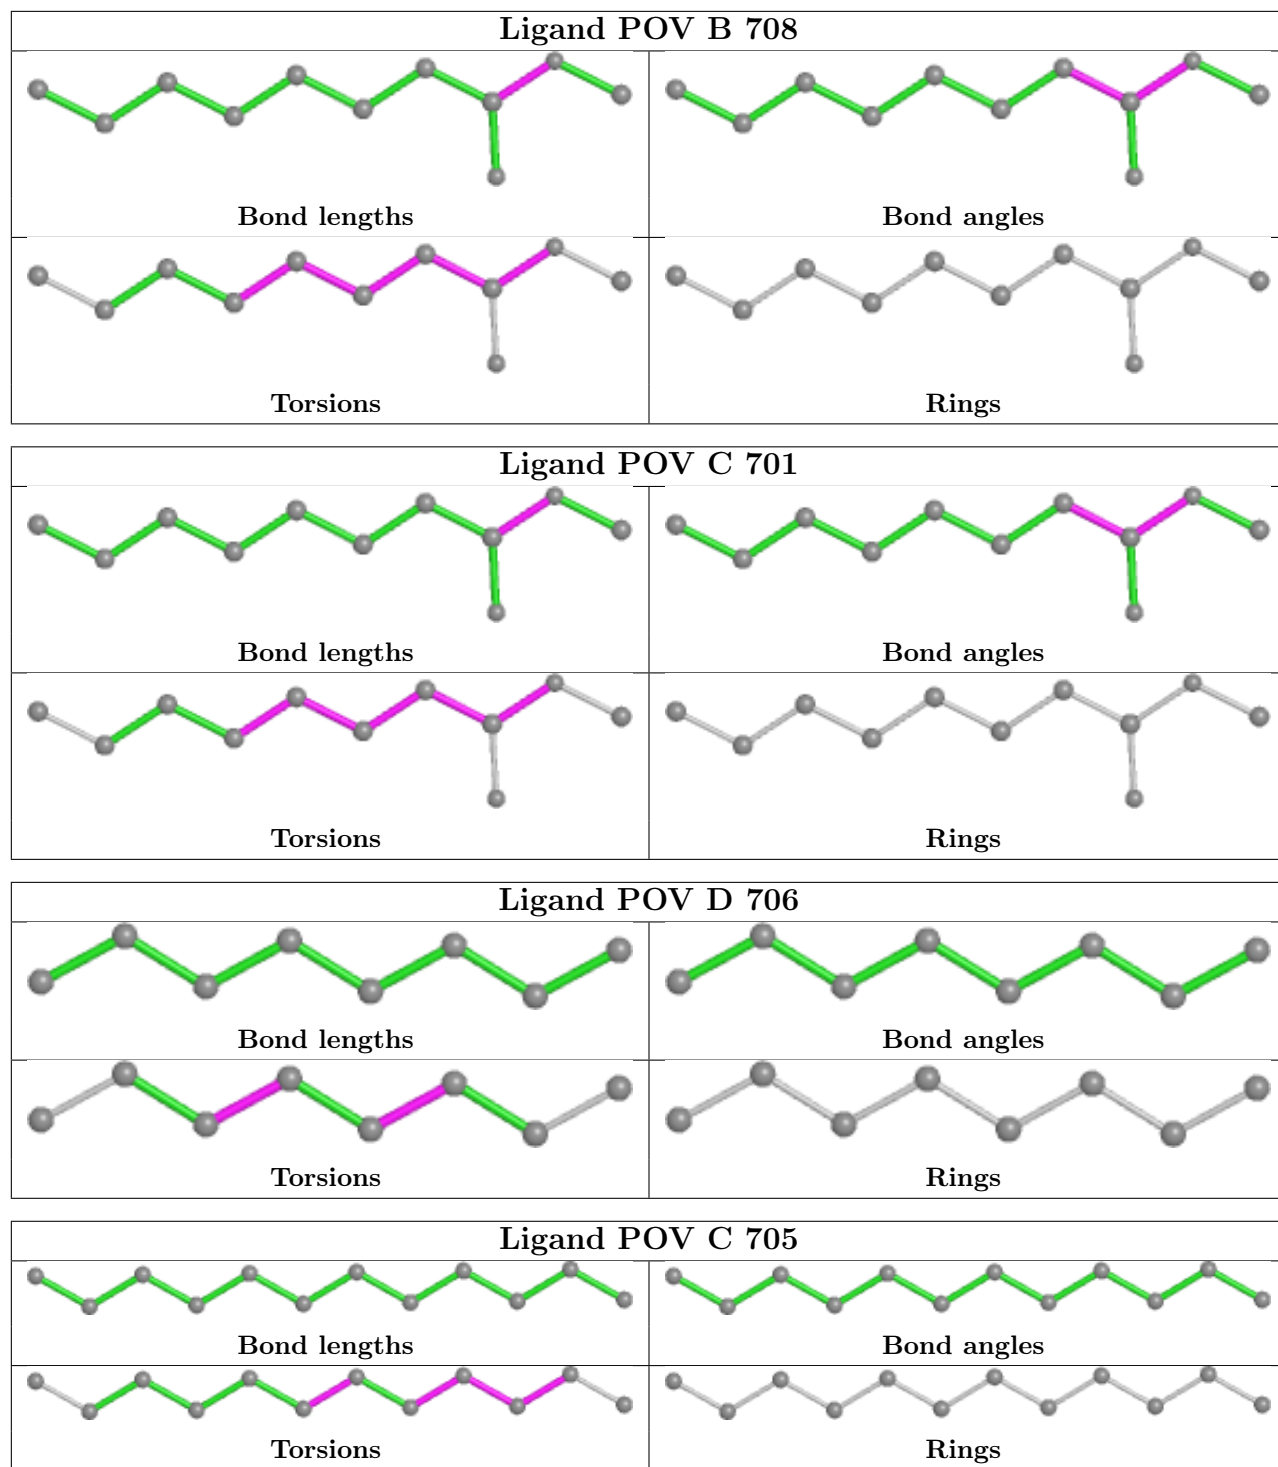 Ligand POV B 708
Bond lengths
Bond angles
Torsions
Rings
Ligand POV C 701
Bond lengths
Bond angles
Torsions
Rings
Ligand POV D 706
Bond lengths
Bond angles
Torsions
Rings
Ligand POV C 705
Bond lengths
Bond angles
Torsions
Rings